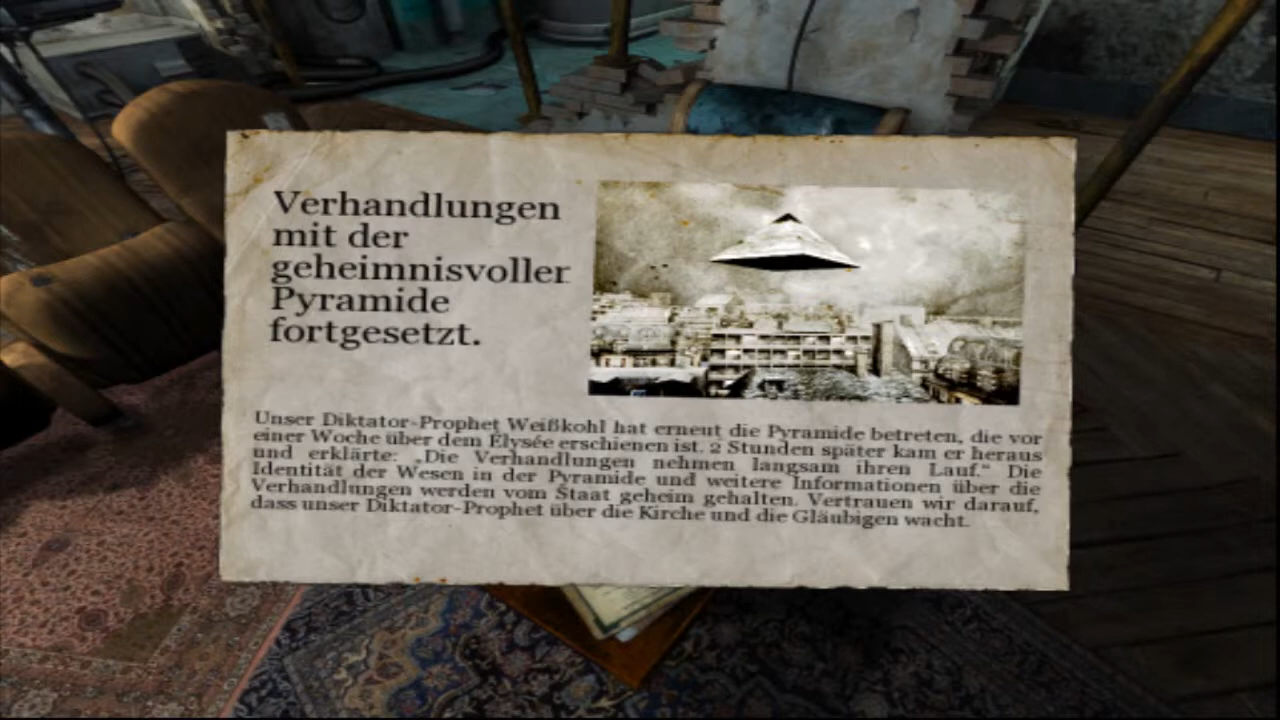 Verhandlungen
mit der
geheimnisvoller
Pyramide
fortgesetzt.
Unser Diktator-Prophet Weißkohl hat erneut die Pyramide betreten, die vor
einer Woche über dem Élysée erschienen ist. 2 Stunden später kam er heraus
und erklärte: „Die Verhandlungen nehmen langsam ihren Lauf.“ Die
Identität der Wesen in der Pyramide und weitere Informationen über die
Verhandlungen werden vom Staat geheim gehalten. Vertrauen wir darauf,
dass unser Diktator-Prophet über die Kirche und die Gläubigen wacht.